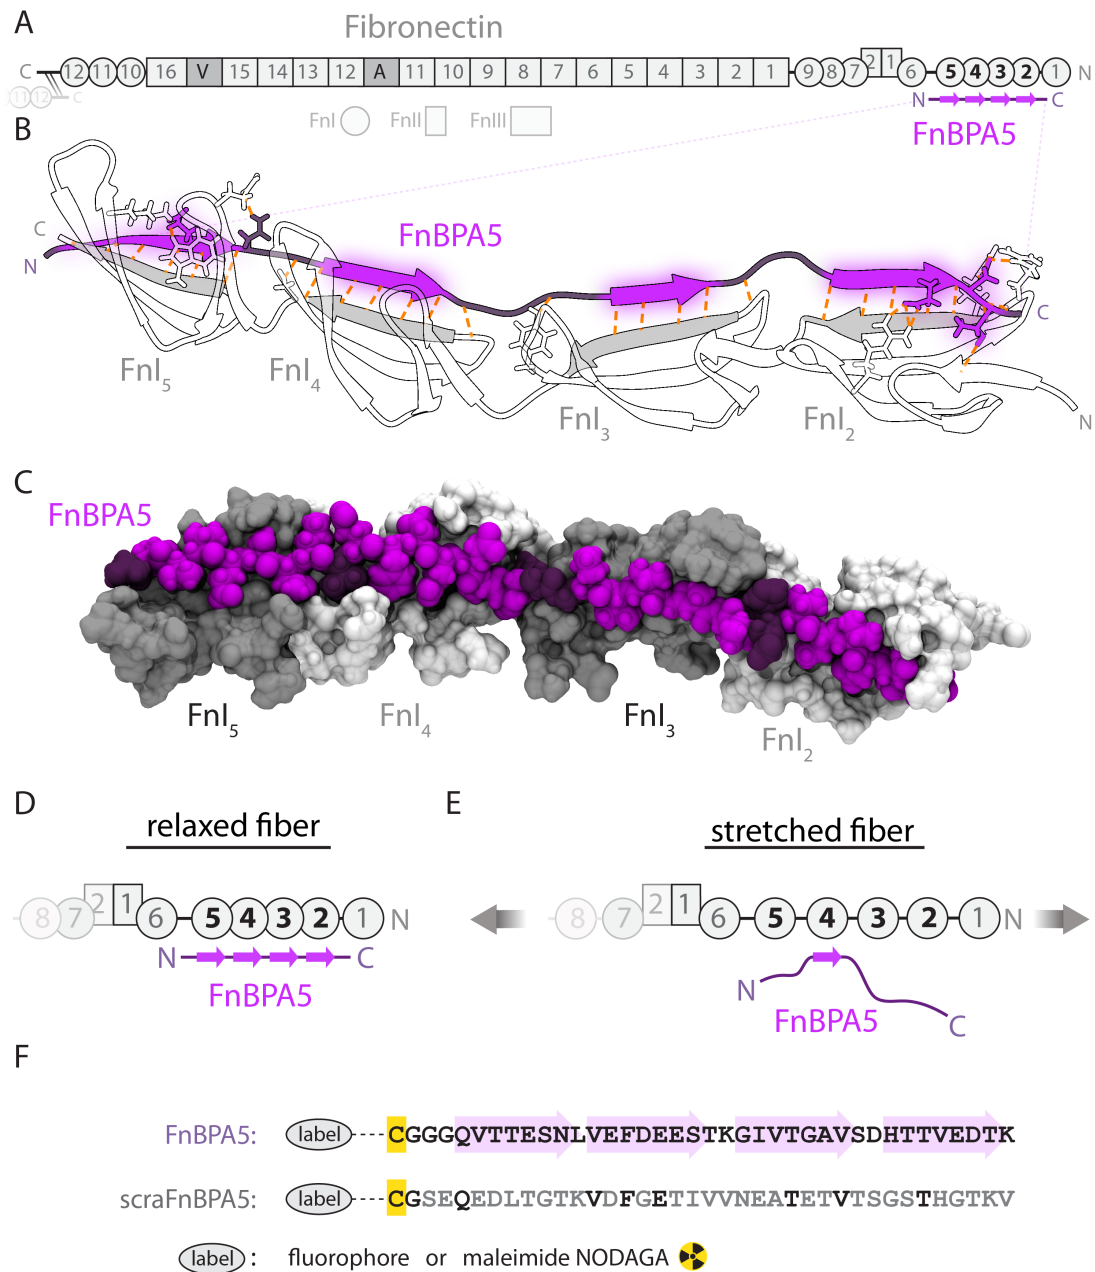 A
Fibronectin
C 12 11 10 16 V 15 14 13 12 A 11 10 9 8 7 6 5 4 3 2 1 9 8 7 2 1 6 5 4 3 2 1 N
11 12 C
N C
FnI FnII FnIII
FnBPA5
B
FnBPA5
C
N
C
FnI5
FnI4
FnI3
FnI2
N
C
FnBPA5
FnI5
FnI4
FnI3
FnI2
D
relaxed fiber
8 7 2 1 6 5 4 3 2 1 N
N C
FnBPA5
E
stretched fiber
8 7 2 1 6 5 4 3 2 1 N
N
FnBPA5
C
F
FnBPA5: label CGGGQVTTESNLVEFDEESTKGIVTGAVSDHTTVEDTK
scraFnBPA5: label CGSEQEDLTGTKVDFGETIVVNEATETVTSGSTHGTKV
label : fluorophore or maleimide NODAGA